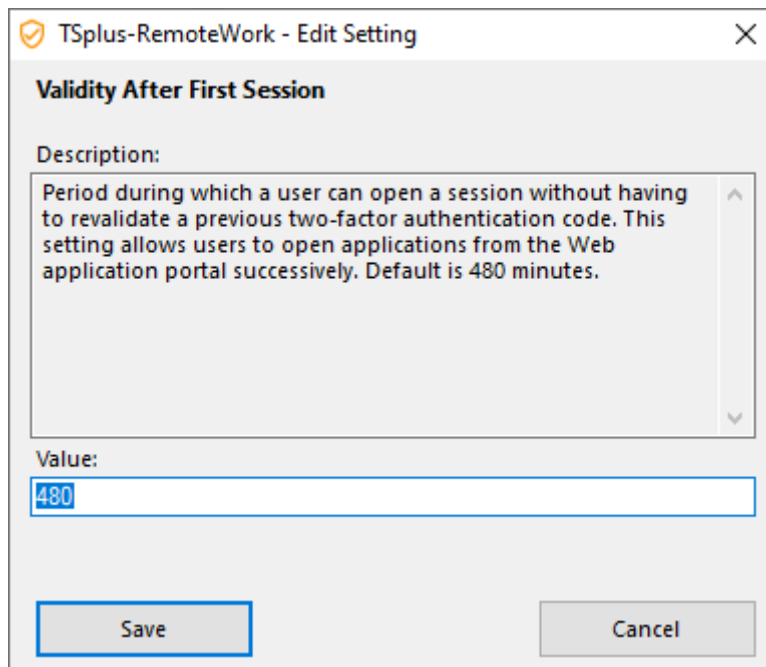 TSplus-RemoteWork - Edit Setting
Validity After First Session
Description:
Period during which a user can open a session without having
to revalidate a previous two-factor authentication code. This
setting allows users to open applications from the Web
application portal successively. Default is 480 minutes.
Value:
480
Save
Cancel